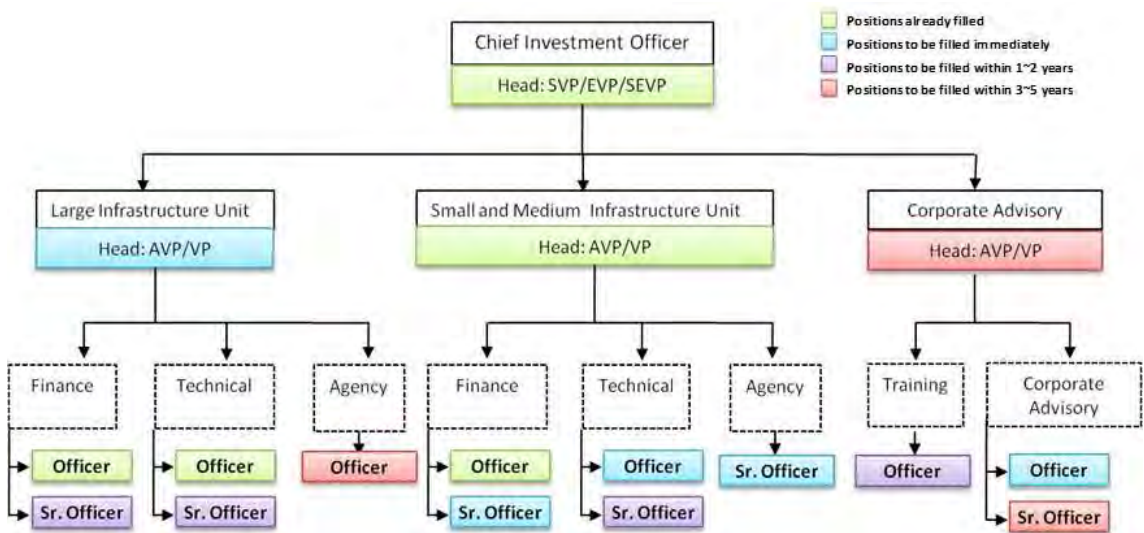 Chief Investment Officer
Head: SVP/EVP/SEVP
Positions already filled
Positions to be filled immediately
Positions to be filled within 1~2 years
Positions to be filled within 3~5 years
Large Infrastructure Unit
Head: AVP/VP
Small and Medium Infrastructure Unit
Head: AVP/VP
Corporate Advisory
Head: AVP/VP
Finance
Technical
Agency
Finance
Technical
Agency
Training
Corporate
Advisory
Officer
Officer
Officer
Officer
Officer
Sr. Officer
Officer
Officer
Sr. Officer
Sr. Officer
Sr. Officer
Sr. Officer
Sr. Officer